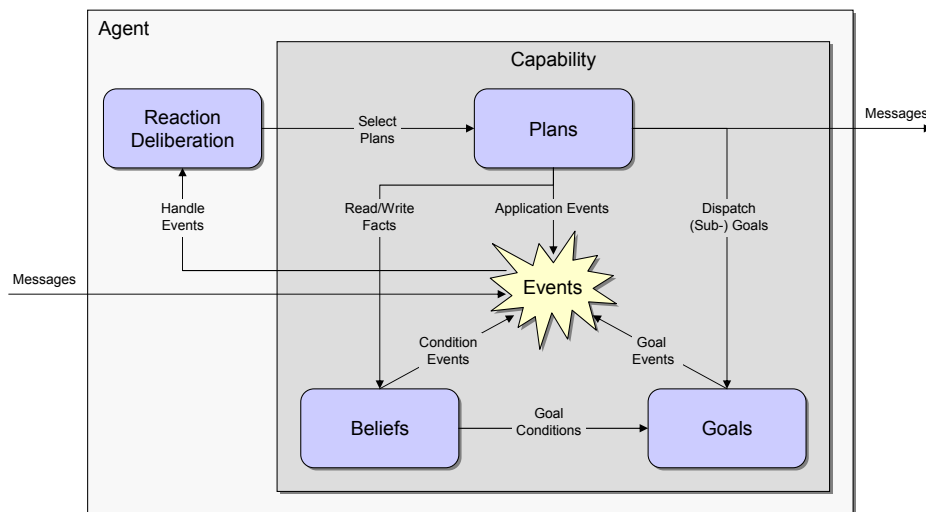 Agent
Capability
Reaction
Deliberation
Select
Plans
Plans
Messages
Handle
Events
Read/Write
Facts
Application Events
Dispatch
(Sub-) Goals
Messages
Events
Condition
Events
Goal
Events
Beliefs
Goal
Conditions
Goals